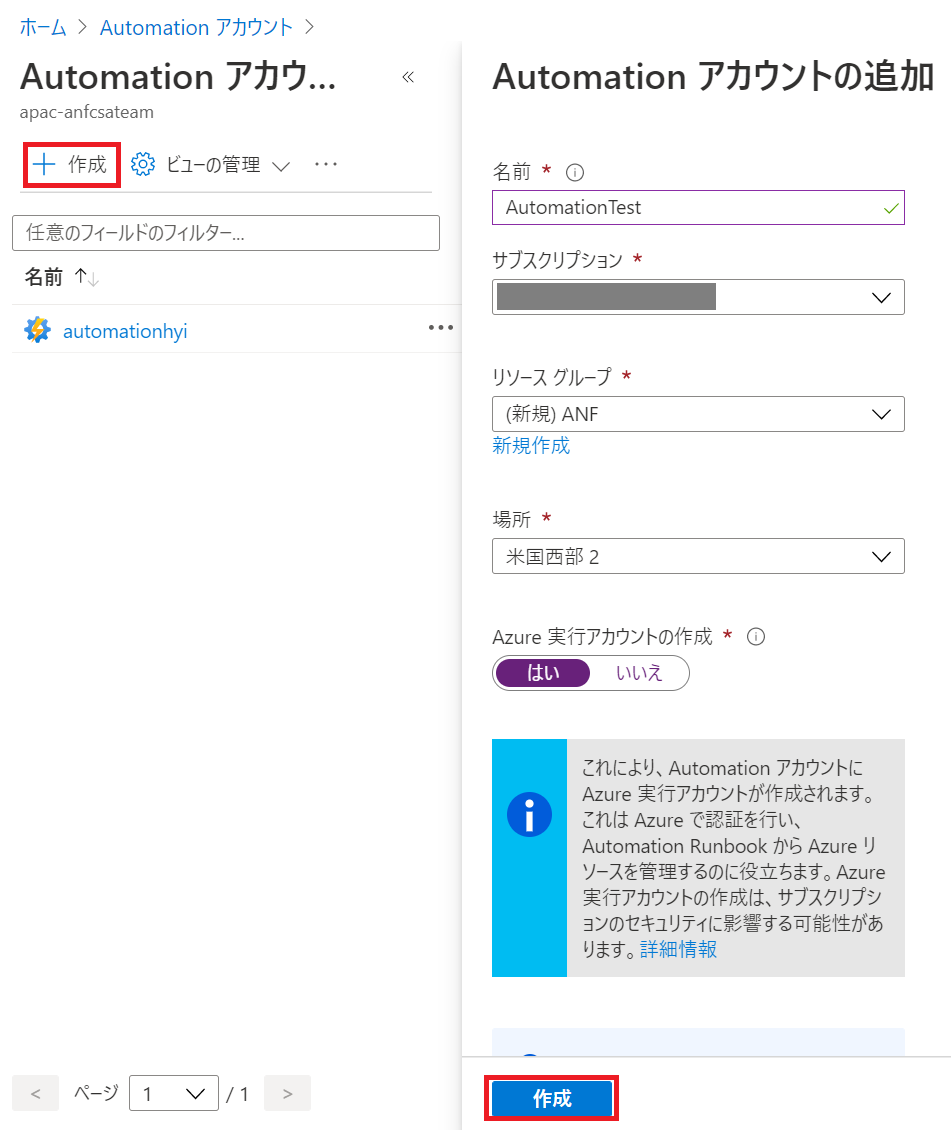 ホーム > Automation アカウント >
Automation アカウ...
«
apac-anfcsateam
＋ 作成
ビューの管理
...
任意のフィールドのフィルター...
名前 ↑↓
automationhyi
...
< ページ 1 / 1 >
Automation アカウントの追加
名前 *
AutomationTest
サブスクリプション *
リソース グループ *
(新規) ANF
新規作成
場所 *
米国西部 2
Azure 実行アカウントの作成 *
はい いいえ
これにより、Automation アカウントに
Azure 実行アカウントが作成されます。
これは Azure で認証を行い、
Automation Runbook から Azure リ
ソースを管理するのに役立ちます。Azure
実行アカウントの作成は、サブスクリプシ
ョンのセキュリティに影響する可能性があ
ります。詳細情報
作成